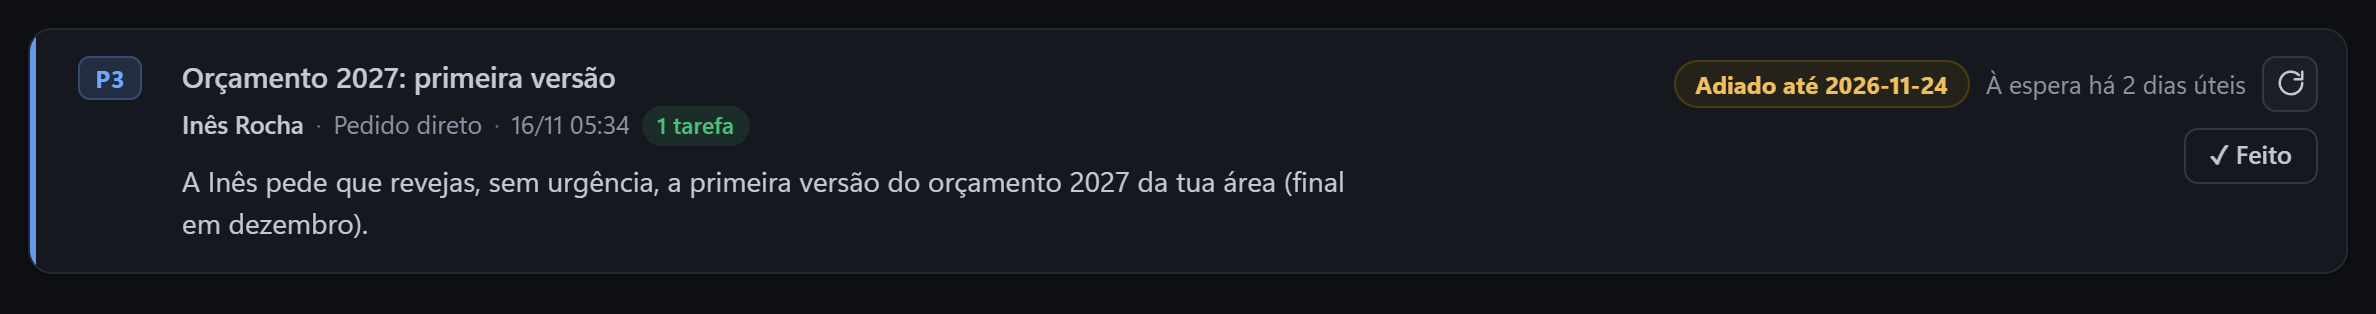 P3
Orçamento 2027: primeira versão
Adiado até 2026-11-24
À espera há 2 dias úteis
Inês Rocha · Pedido direto · 16/11 05:34 1 tarefa
✓ Feito
A Inês pede que revejas, sem urgência, a primeira versão do orçamento 2027 da tua área (final
em dezembro).